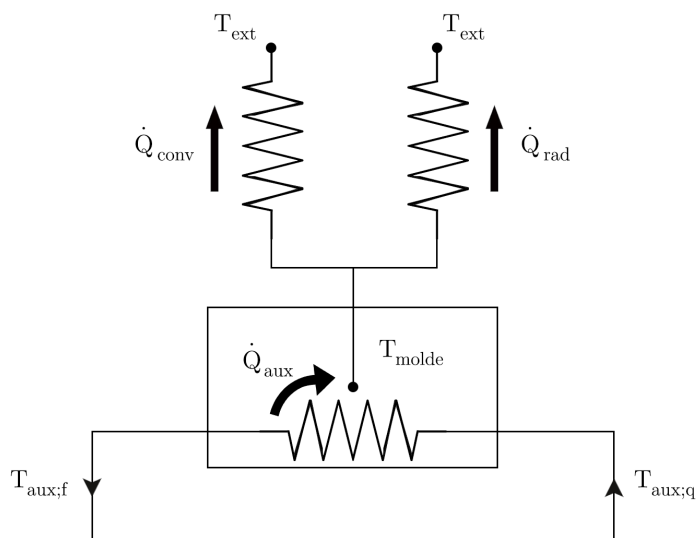 T_ext T_ext
Q̇_conv Q̇_rad
T_molde
Q̇_aux
T_aux;f T_aux;q